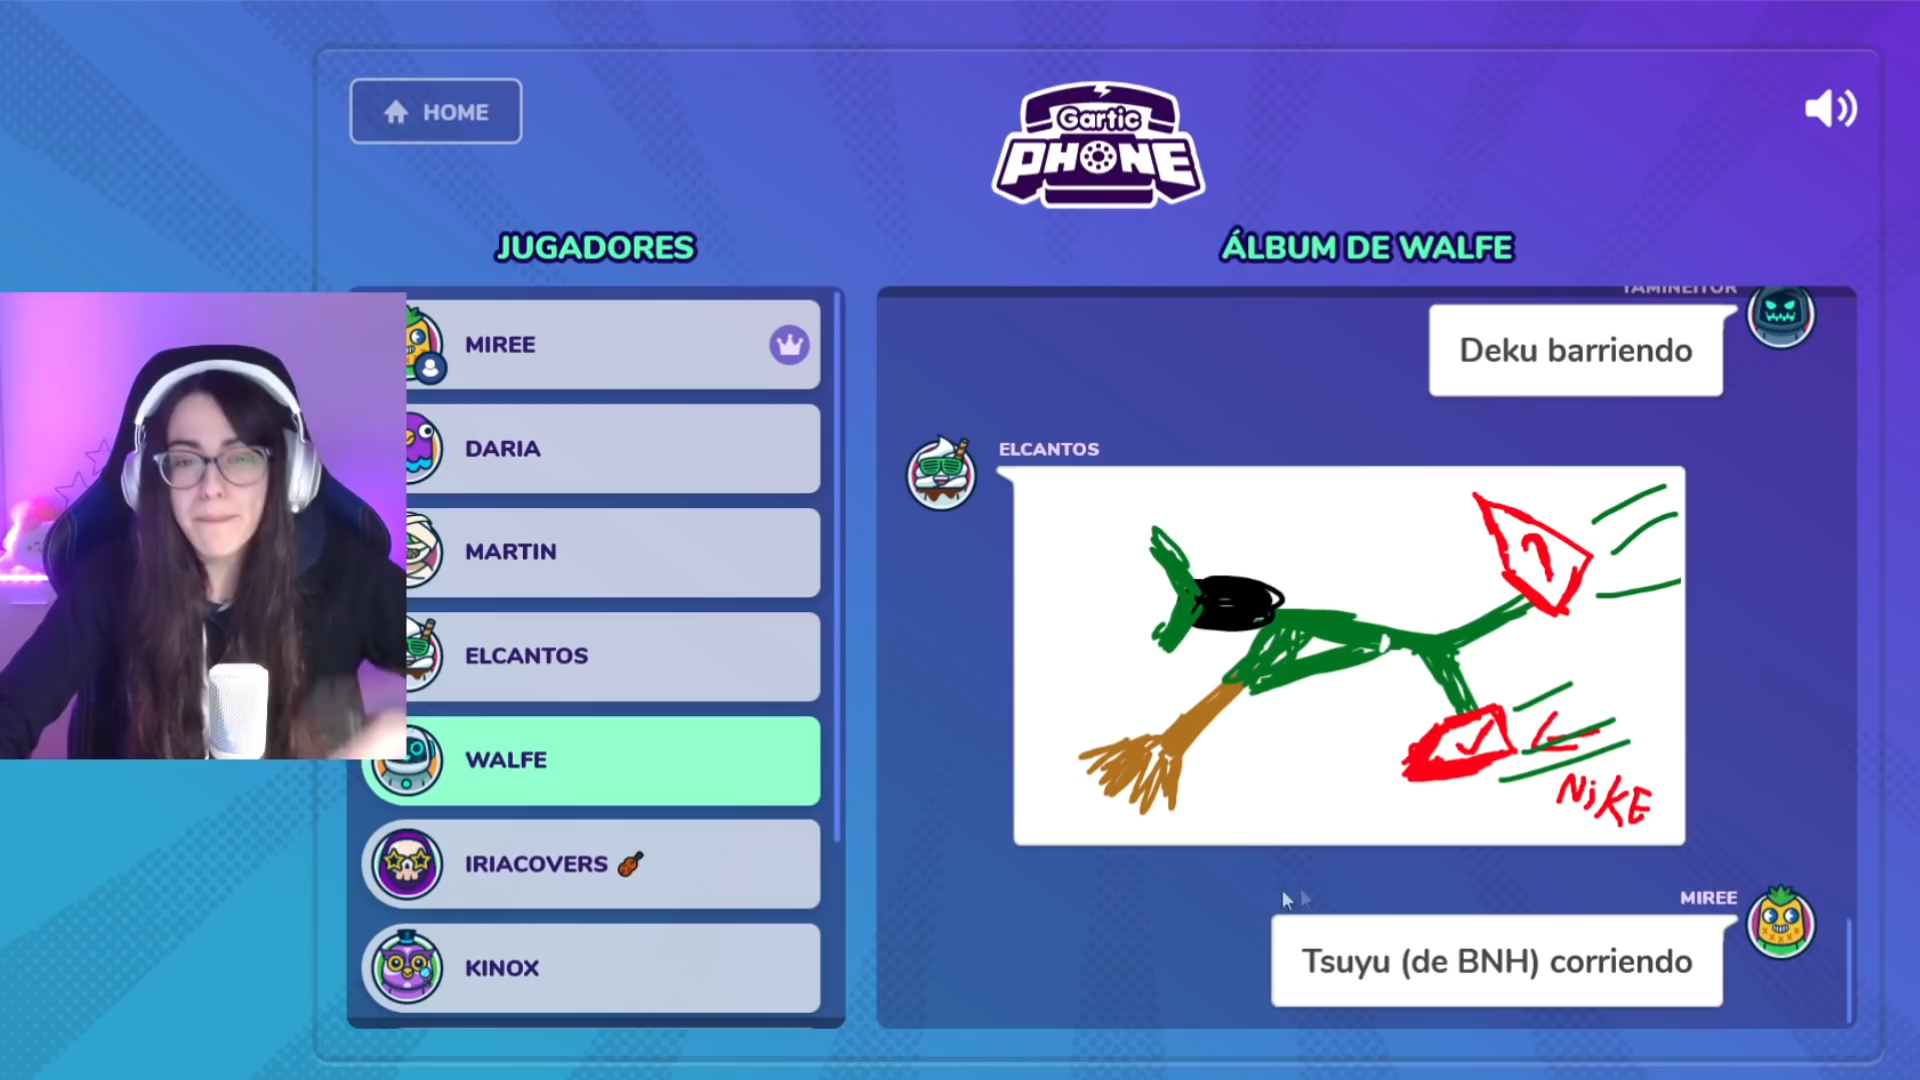 HOME
Gartic
PHONE
JUGADORES
ÁLBUM DE WALFE
MIREE
DARIA
MARTIN
ELCANTOS
WALFE
IRIACOVERS
KINOX
YAMINEITOR
Deku barriendo
ELCANTOS
?
NiKE
MIREE
Tsuyu (de BNH) corriendo